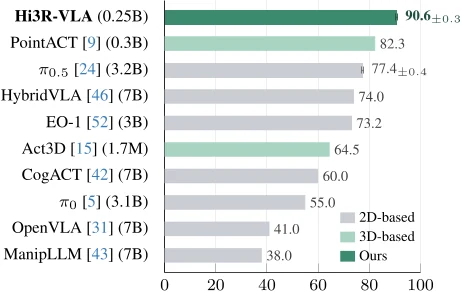 Hi3R-VLA (0.25B) 90.6±0.3
PointACT [9] (0.3B) 82.3
π0.5 [24] (3.2B) 77.4±0.4
HybridVLA [46] (7B) 74.0
EO-1 [52] (3B) 73.2
Act3D [15] (1.7M) 64.5
CogACT [42] (7B) 60.0
π0 [5] (3.1B) 55.0
OpenVLA [31] (7B) 41.0
ManipLLM [43] (7B) 38.0
2D-based
3D-based
Ours
0 20 40 60 80 100